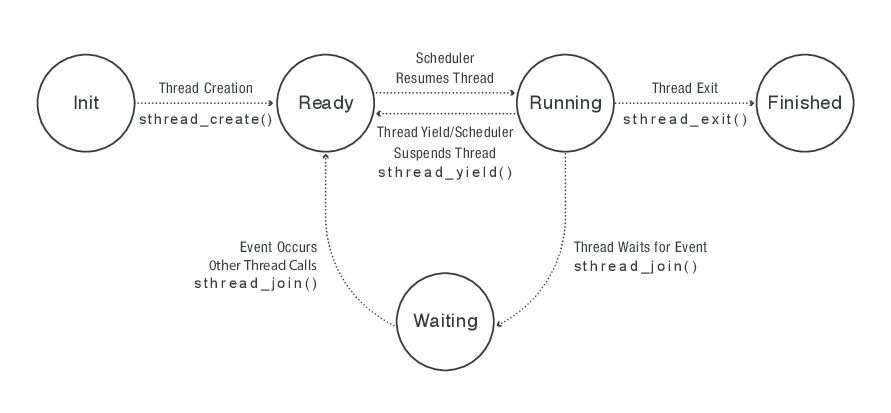 Scheduler
Resumes Thread
Thread Creation
sthread_create()
Thread Exit
sthread_exit()
Init
Ready
Running
Finished
Thread Yield/Scheduler
Suspends Thread
sthread_yield()
Event Occurs
Other Thread Calls
sthread_join()
Thread Waits for Event
sthread_join()
Waiting